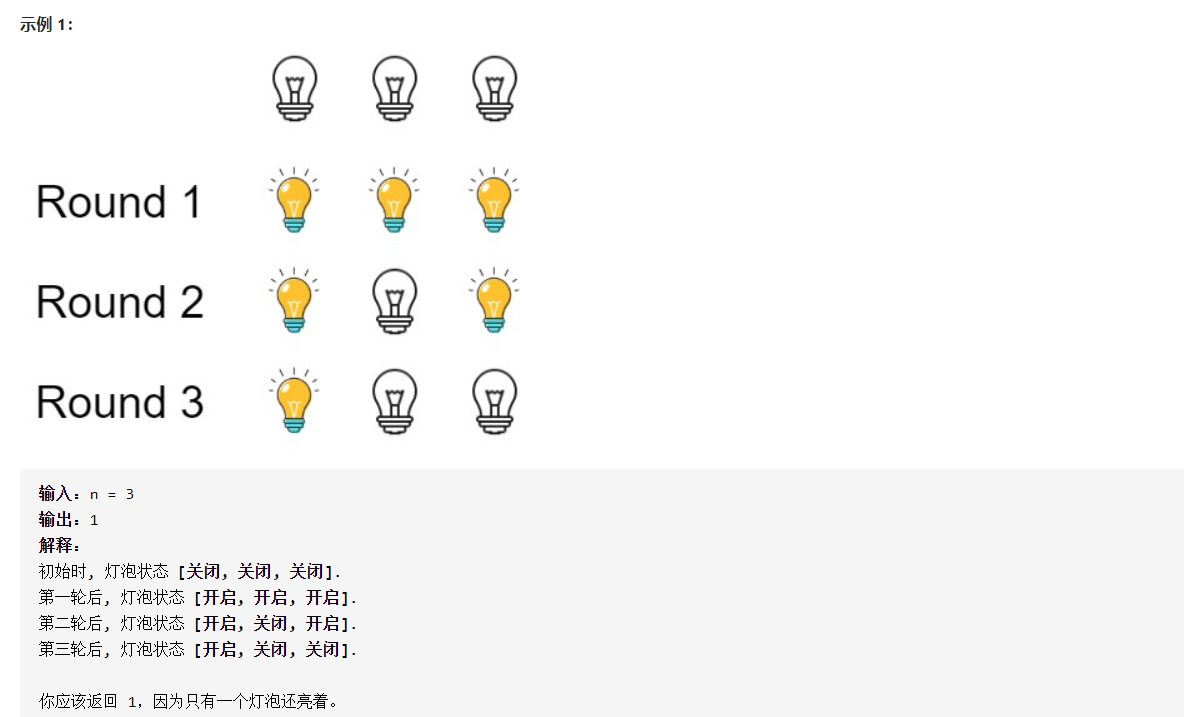 示例 1:
Round 1
Round 2
Round 3
输入：n = 3
输出：1
解释：
初始时, 灯泡状态 [关闭, 关闭, 关闭].
第一轮后, 灯泡状态 [开启, 开启, 开启].
第二轮后, 灯泡状态 [开启, 关闭, 开启].
第三轮后, 灯泡状态 [开启, 关闭, 关闭].
你应该返回 1，因为只有一个灯泡还亮着。